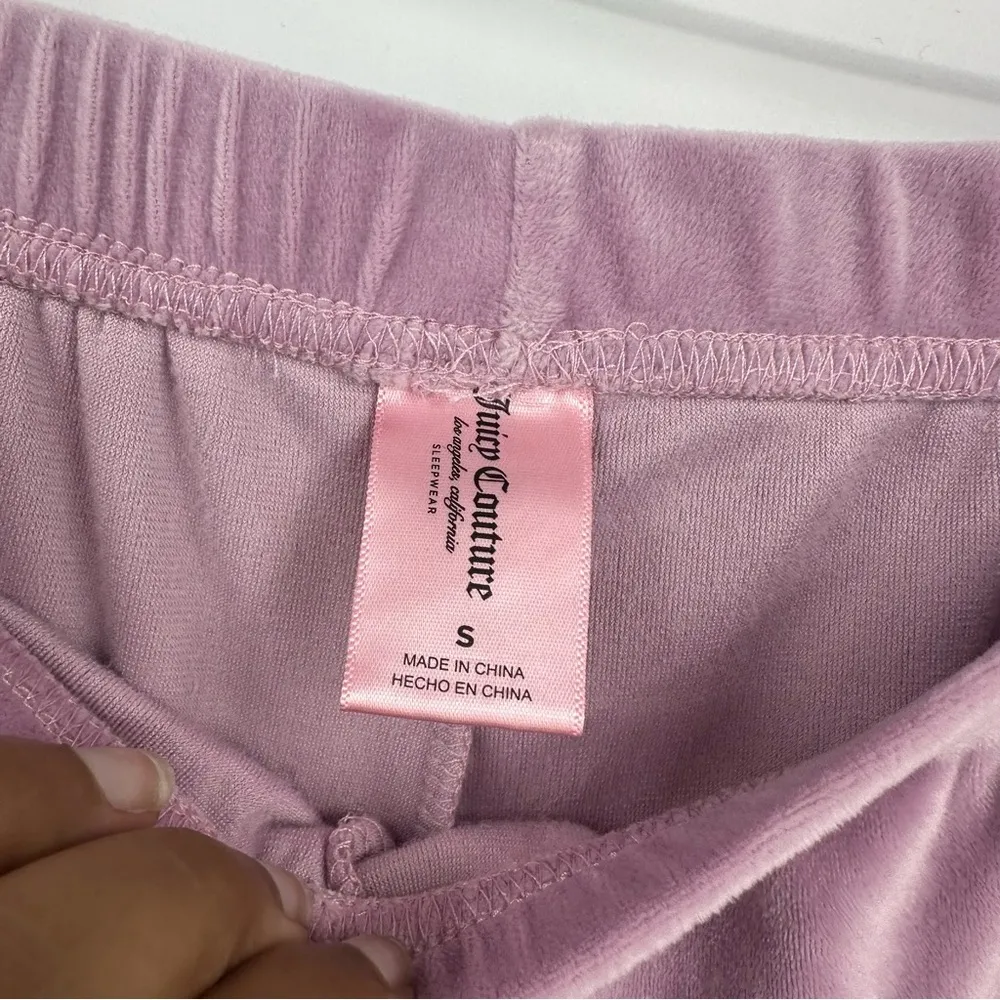 Juicy Couture
los angeles, california
SLEEPWEAR
S
MADE IN CHINA
HECHO EN CHINA